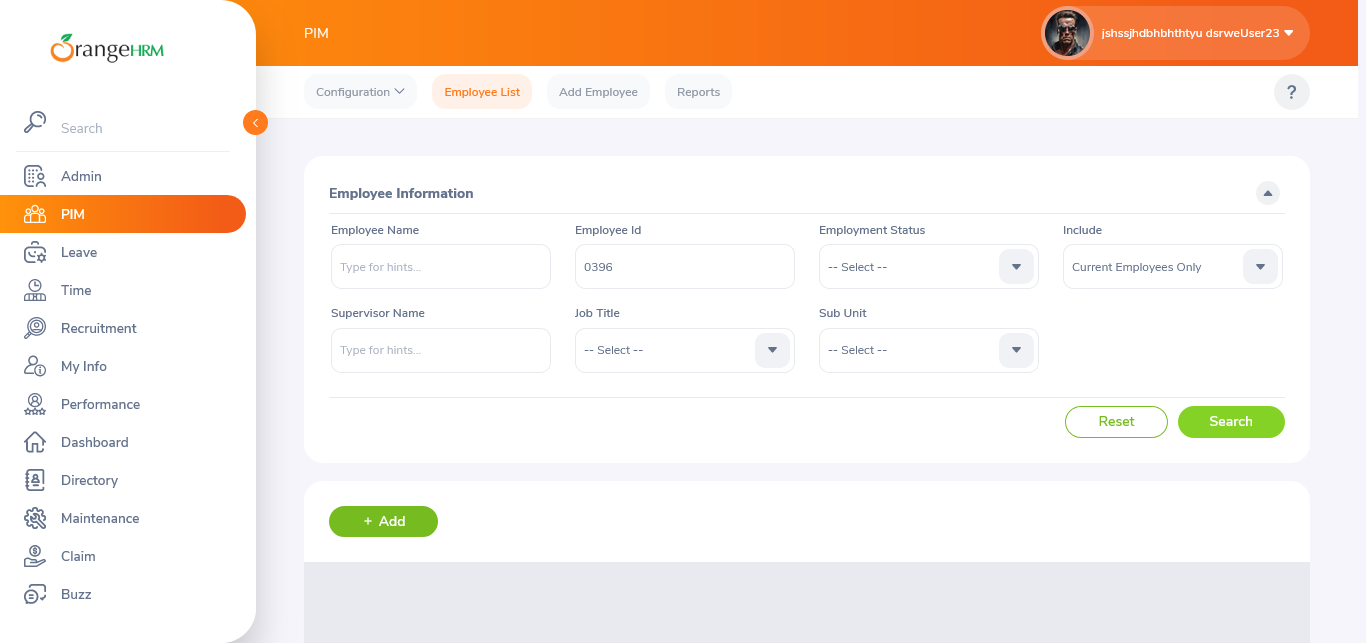 PIM
jshssjhdbhbhthtyu dsrweUser23
OrangeHRM
Search
Admin
PIM
Leave
Time
Recruitment
My Info
Performance
Dashboard
Directory
Maintenance
Claim
Buzz
Configuration
Employee List
Add Employee
Reports
?
Employee Information
Employee Name
Employee Id
Employment Status
Include
Type for hints...
0396
-- Select --
Current Employees Only
Supervisor Name
Job Title
Sub Unit
Type for hints...
-- Select --
-- Select --
Reset
Search
+ Add